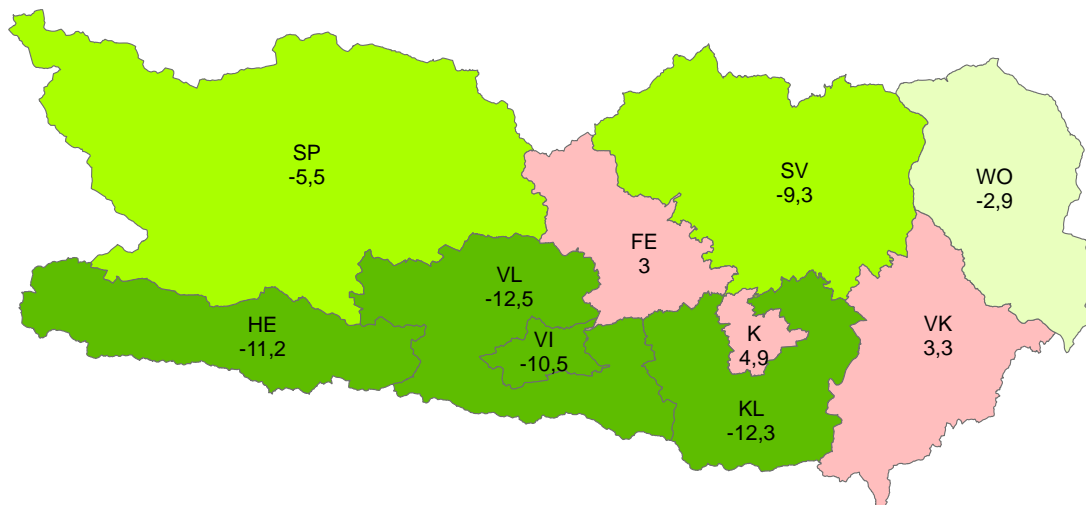 SP
-5,5
SV
-9,3
WO
-2,9
FE
3
VL
-12,5
HE
-11,2
VI
-10,5
K
4,9
VK
3,3
KL
-12,3